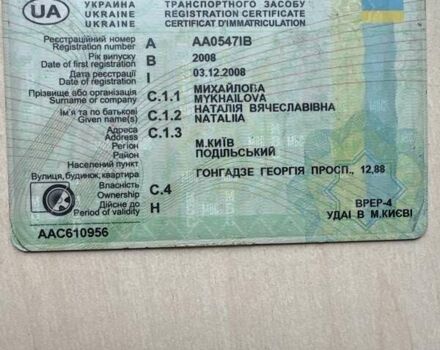 UA
УКРАИНА ТРАНСПОРТНОГО ЗАСОБУ
UKRAINE REGISTRATION CERTIFICATE
UKRAINE CERTIFICAT D'IMMATRICULATION
Реєстраційний номер A AA0547IB
Registration number
Рік випуску B 2008
Date of first registration
Дата реєстрації I 03.12.2008
Date of registration
Прізвище або організація C.1.1 МИХАЙЛОВА
Surname or company MYKHAILOVA
Ім'я та по батькові C.1.2 НАТАЛІЯ ВЯЧЕСЛАВІВНА
Given name(s) NATALIIA
Адреса C.1.3
Address
Регіон М.КИЇВ
Район ПОДІЛЬСЬКИЙ
Населений пункт
Вулиця, будинок, квартира ГОНГАДЗЕ ГЕОРГІЯ ПРОСП., 12,88
Власність C.4
Ownership
Дійсне до H
Period of validity
ВРЕР-4
УДАІ В М.КИЄВІ
AAC610956